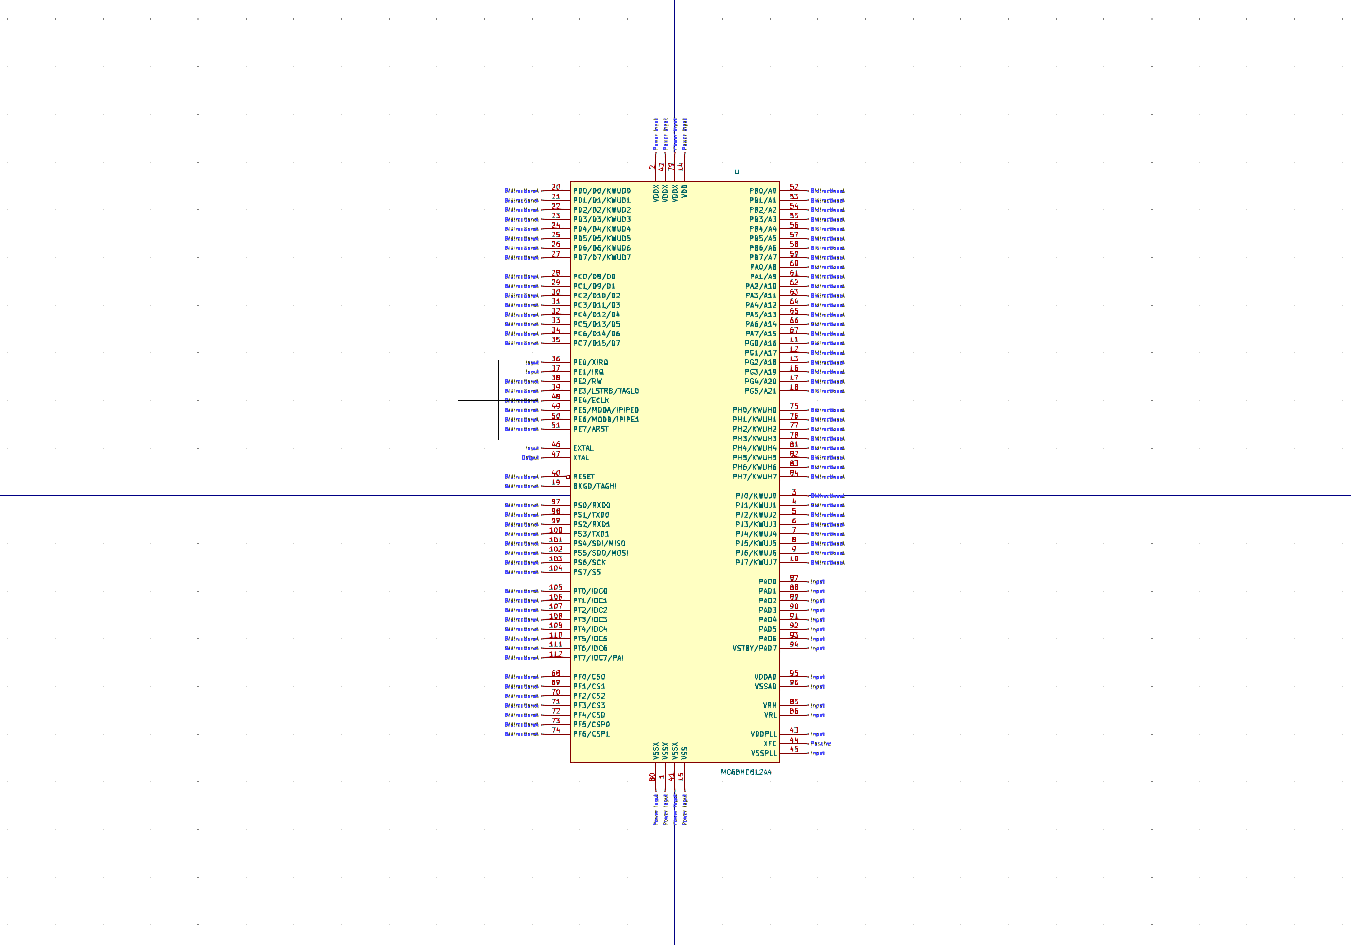 Power input Power input Power input Power input
2 42 79 14
U
VDDX VDDX VDDX VDD
Bidirectional 20 PD0/D0/KWUD0 PB0/A0 52 Bidirectional
Bidirectional 21 PD1/D1/KWUD1 PB1/A1 53 Bidirectional
Bidirectional 22 PD2/D2/KWUD2 PB2/A2 54 Bidirectional
Bidirectional 23 PD3/D3/KWUD3 PB3/A3 55 Bidirectional
Bidirectional 24 PD4/D4/KWUD4 PB4/A4 56 Bidirectional
Bidirectional 25 PD5/D5/KWUD5 PB5/A5 57 Bidirectional
Bidirectional 26 PD6/D6/KWUD6 PB6/A6 58 Bidirectional
Bidirectional 27 PD7/D7/KWUD7 PB7/A7 59 Bidirectional
PA0/A8 60 Bidirectional
Bidirectional 28 PC0/D8/D0 PA1/A9 61 Bidirectional
Bidirectional 29 PC1/D9/D1 PA2/A10 62 Bidirectional
Bidirectional 30 PC2/D10/D2 PA3/A11 63 Bidirectional
Bidirectional 31 PC3/D11/D3 PA4/A12 64 Bidirectional
Bidirectional 32 PC4/D12/D4 PA5/A13 65 Bidirectional
Bidirectional 33 PC5/D13/D5 PA6/A14 66 Bidirectional
Bidirectional 34 PC6/D14/D6 PA7/A15 67 Bidirectional
Bidirectional 35 PC7/D15/D7 PG0/A16 11 Bidirectional
PG1/A17 12 Bidirectional
Input 36 PE0/XIRQ PG2/A18 13 Bidirectional
Input 37 PE1/IRQ PG3/A19 16 Bidirectional
Bidirectional 38 PE2/RW PG4/A20 17 Bidirectional
Bidirectional 39 PE3/LSTRB/TAGLO PG5/A21 18 Bidirectional
Bidirectional 48 PE4/ECLK
Bidirectional 49 PE5/MODA/IPIPE0 PH0/KWUH0 75 Bidirectional
Bidirectional 50 PE6/MODB/IPIPE1 PH1/KWUH1 76 Bidirectional
Bidirectional 51 PE7/ARST PH2/KWUH2 77 Bidirectional
PH3/KWUH3 78 Bidirectional
Input 46 EXTAL PH4/KWUH4 81 Bidirectional
Output 47 XTAL PH5/KWUH5 82 Bidirectional
PH6/KWUH6 83 Bidirectional
Bidirectional 40 RESET PH7/KWUH7 84 Bidirectional
Bidirectional 19 BKGD/TAGHI
PJ0/KWUJ0 3 Bidirectional
Bidirectional 97 PS0/RXD0 PJ1/KWUJ1 4 Bidirectional
Bidirectional 98 PS1/TXD0 PJ2/KWUJ2 5 Bidirectional
Bidirectional 99 PS2/RXD1 PJ3/KWUJ3 6 Bidirectional
Bidirectional 100 PS3/TXD1 PJ4/KWUJ4 7 Bidirectional
Bidirectional 101 PS4/SDI/MISO PJ5/KWUJ5 8 Bidirectional
Bidirectional 102 PS5/SDO/MOSI PJ6/KWUJ6 9 Bidirectional
Bidirectional 103 PS6/SCK PJ7/KWUJ7 10 Bidirectional
Bidirectional 104 PS7/SS
PAD0 87 Input
Bidirectional 105 PT0/IOC0 PAD1 88 Input
Bidirectional 106 PT1/IOC1 PAD2 89 Input
Bidirectional 107 PT2/IOC2 PAD3 90 Input
Bidirectional 108 PT3/IOC3 PAD4 91 Input
Bidirectional 109 PT4/IOC4 PAD5 92 Input
Bidirectional 110 PT5/IOC5 PAD6 93 Input
Bidirectional 111 PT6/IOC6 VSTBY/PAD7 94 Input
Bidirectional 112 PT7/IOC7/PAI
Bidirectional 68 PF0/CS0 VDDAD 95 Input
Bidirectional 69 PF1/CS1 VSSAD 96 Input
Bidirectional 70 PF2/CS2
Bidirectional 71 PF3/CS3 VRH 85 Input
Bidirectional 72 PF4/CSD VRL 86 Input
Bidirectional 73 PF5/CSP0
Bidirectional 74 PF6/CSP1 VDDPLL 43 Input
XFC 44 Passive
VSSPLL 45 Input
VSSX VSSX VSSX VSS
80 1 41 15
Power input Power input Power input Power input